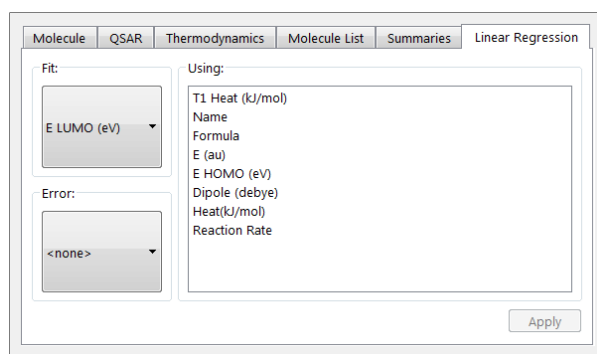 Molecule QSAR Thermodynamics Molecule List Summaries Linear Regression
Fit:
E LUMO (eV)
Error:
<none>
Using:
T1 Heat (kJ/mol)
Name
Formula
E (au)
E HOMO (eV)
Dipole (debye)
Heat(kJ/mol)
Reaction Rate
Apply